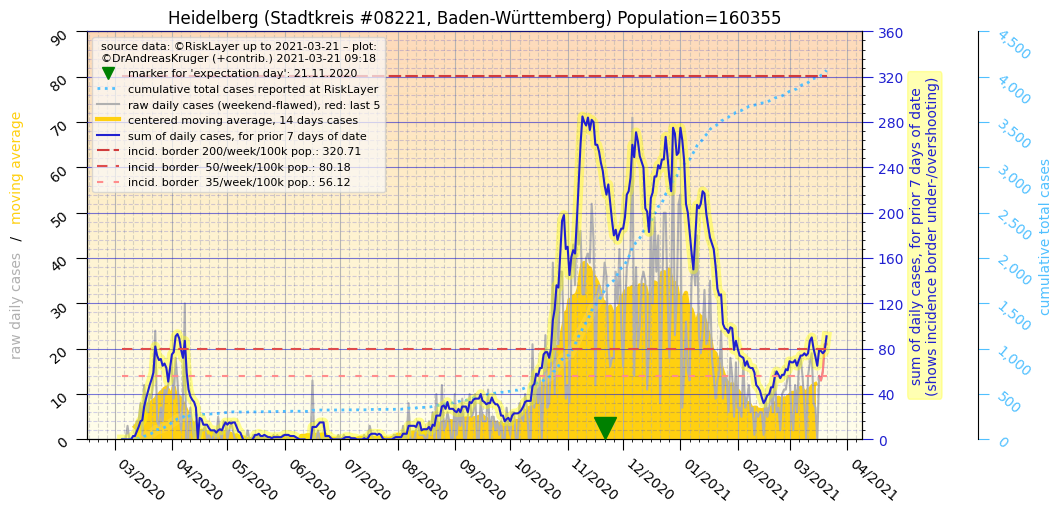 Heidelberg (Stadtkreis #08221, Baden-Württemberg) Population=160355
source data: ©RiskLayer up to 2021-03-21 – plot:
©DrAndreasKruger (+contrib.) 2021-03-21 09:18
marker for 'expectation day': 21.11.2020
cumulative total cases reported at RiskLayer
raw daily cases (weekend-flawed), red: last 5
centered moving average, 14 days cases
sum of daily cases, for prior 7 days of date
incid. border 200/week/100k pop.: 320.71
incid. border  50/week/100k pop.: 80.18
incid. border  35/week/100k pop.: 56.12
raw daily cases / moving average
90
80
70
60
50
40
30
20
10
0
03/2020
04/2020
05/2020
06/2020
07/2020
08/2020
09/2020
10/2020
11/2020
12/2020
01/2021
02/2021
03/2021
04/2021
360
320
280
240
200
160
120
80
40
0
sum of daily cases, for prior 7 days of date
(shows incidence border under-/overshooting)
4,500
4,000
3,500
3,000
2,500
2,000
1,500
1,000
500
0
cumulative total cases